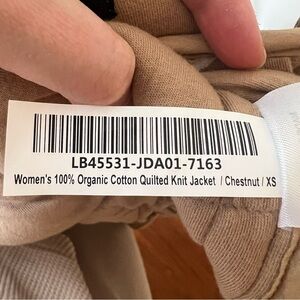 LB45531-JDA01-7163
Women's 100% Organic Cotton Quilted Knit Jacket / Chestnut / XS